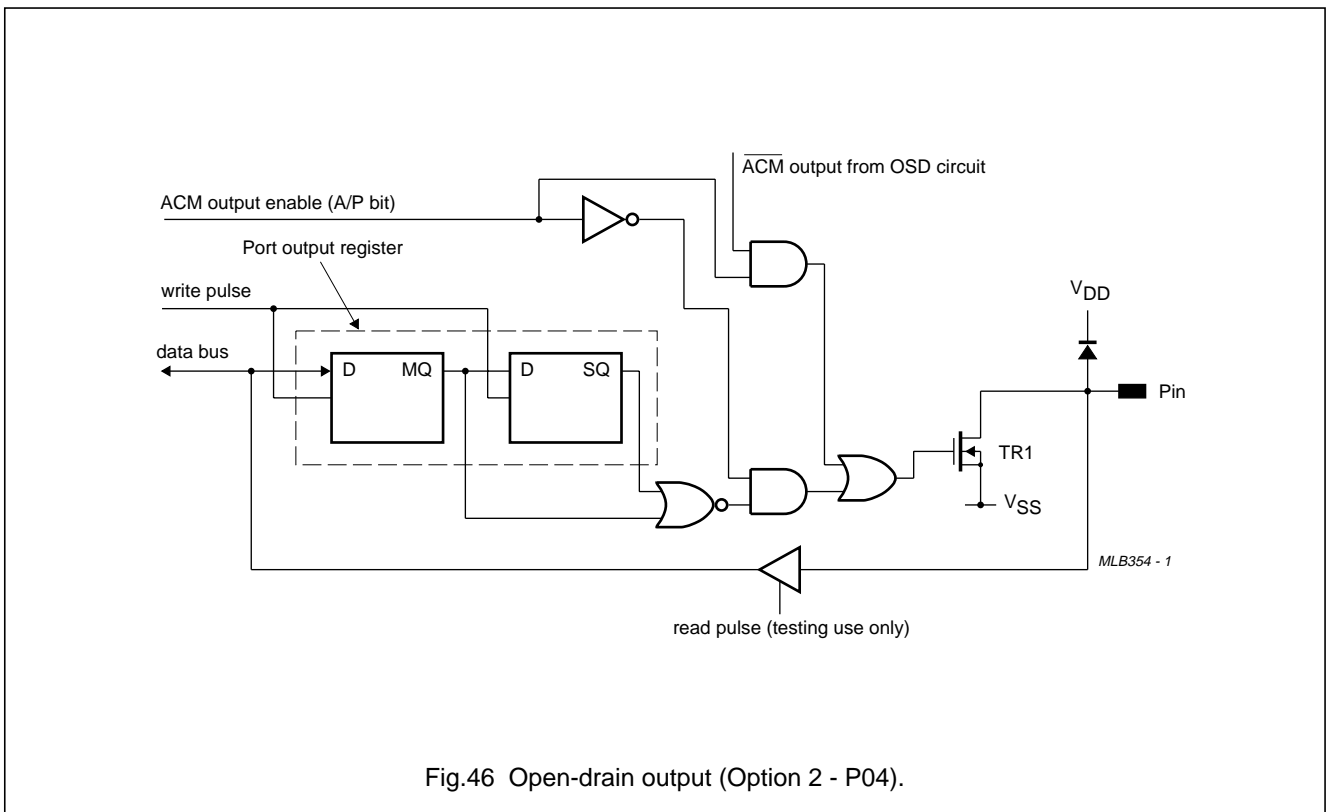 ACM output from OSD circuit
ACM output enable (A/P bit)
Port output register
write pulse
data bus
D MQ
D SQ
VDD
Pin
TR1
VSS
MLB354 - 1
read pulse (testing use only)
Fig.46 Open-drain output (Option 2 - P04).